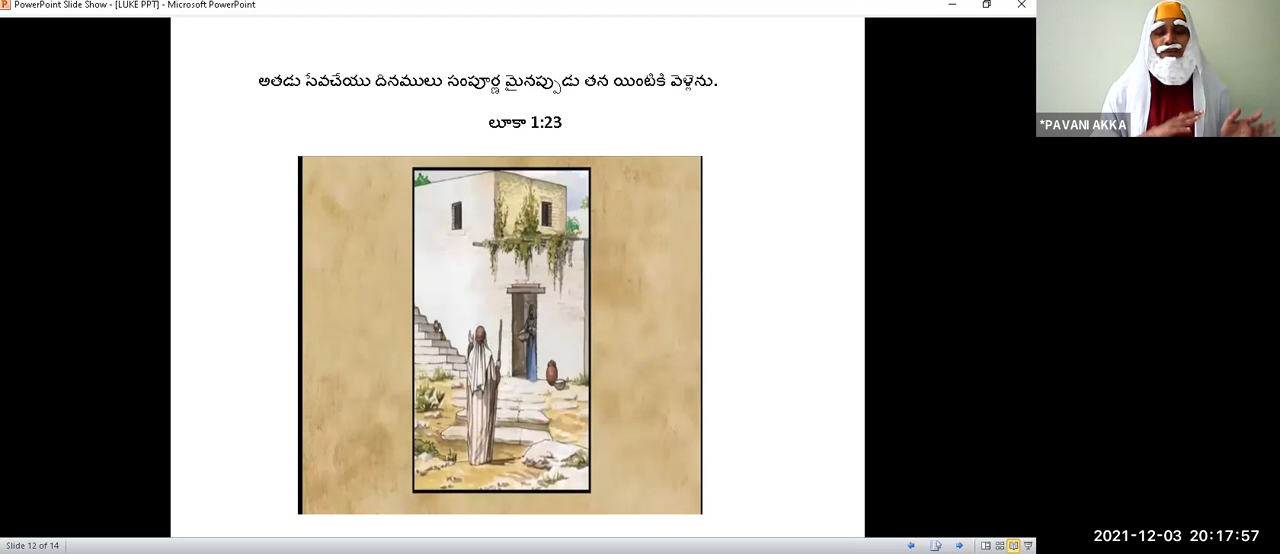 PowerPoint Slide Show - [LUKE PPT] - Microsoft PowerPoint
అతడు సేవచేయు దినములు సంపూర్ణ మైనప్పుడు తన యింటికి వెళ్లెను.
లూకా 1:23
*PAVANI AKKA
2021-12-03 20:17:57
Slide 12 of 14